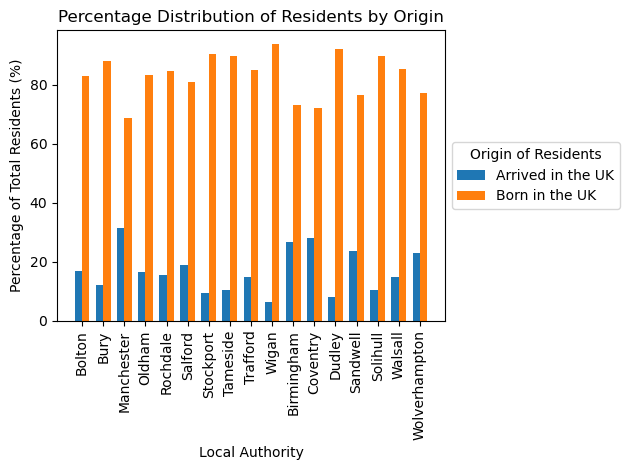 Percentage Distribution of Residents by Origin
Percentage of Total Residents (%)
80
60
40
20
0
Bolton
Bury
Manchester
Oldham
Rochdale
Salford
Stockport
Tameside
Trafford
Wigan
Birmingham
Coventry
Dudley
Sandwell
Solihull
Walsall
Wolverhampton
Local Authority
Origin of Residents
Arrived in the UK
Born in the UK